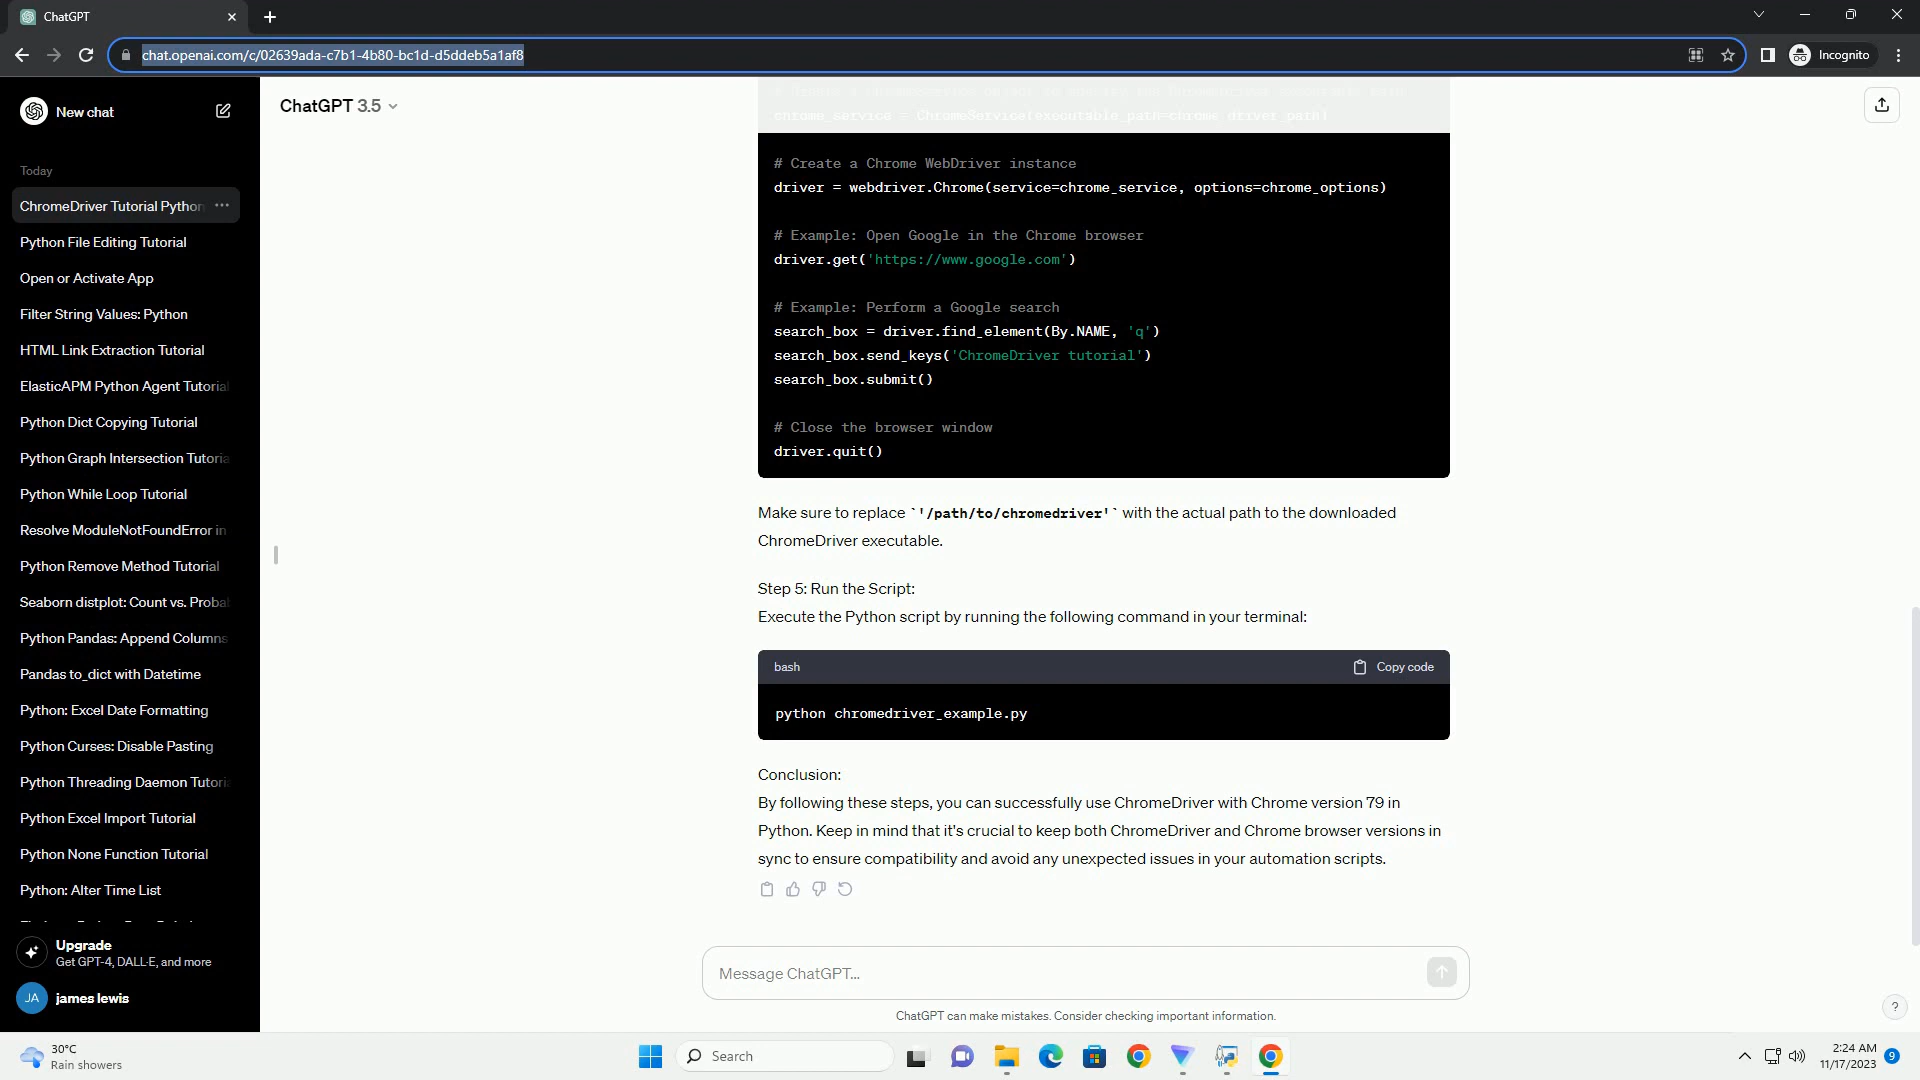 ChatGPT
chat.openai.com/c/02639ada-c7b1-4b80-bc1d-d5ddeb5a1af8
Incognito
New chat
ChatGPT 3.5
Today
ChromeDriver Tutorial Python
Python File Editing Tutorial
Open or Activate App
Filter String Values: Python
HTML Link Extraction Tutorial
ElasticAPM Python Agent Tutorial
Python Dict Copying Tutorial
Python Graph Intersection Tutoria
Python While Loop Tutorial
Resolve ModuleNotFoundError in
Python Remove Method Tutorial
Seaborn distplot: Count vs. Proba
Python Pandas: Append Columns
Pandas to_dict with Datetime
Python: Excel Date Formatting
Python Curses: Disable Pasting
Python Threading Daemon Tutori
Python Excel Import Tutorial
Python None Function Tutorial
Python: Alter Time List
Upgrade
Get GPT-4, DALL·E, and more
JA
james lewis
chrome_service = ChromeService(executable_path=chrome_driver_path)
# Create a Chrome WebDriver instance
driver = webdriver.Chrome(service=chrome_service, options=chrome_options)
# Example: Open Google in the Chrome browser
driver.get('https://www.google.com')
# Example: Perform a Google search
search_box = driver.find_element(By.NAME, 'q')
search_box.send_keys('ChromeDriver tutorial')
search_box.submit()
# Close the browser window
driver.quit()
Make sure to replace `'/path/to/chromedriver'` with the actual path to the downloaded
ChromeDriver executable.
Step 5: Run the Script:
Execute the Python script by running the following command in your terminal:
bash
Copy code
python chromedriver_example.py
Conclusion:
By following these steps, you can successfully use ChromeDriver with Chrome version 79 in
Python. Keep in mind that it's crucial to keep both ChromeDriver and Chrome browser versions in
sync to ensure compatibility and avoid any unexpected issues in your automation scripts.
Message ChatGPT...
ChatGPT can make mistakes. Consider checking important information.
?
30°C
Rain showers
Search
2:24 AM
11/17/2023
9